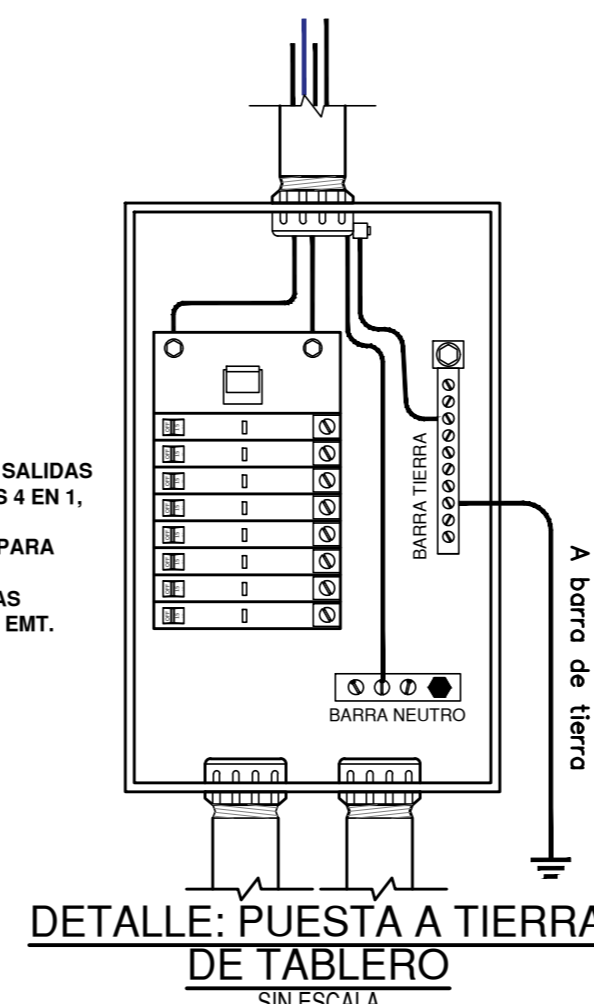 SALIDAS
S 4 EN 1,
PARA
AS
EMT.
BARRA TIERRA
BARRA NEUTRO
A barra de tierra
DETALLE: PUESTA A TIERRA
DE TABLERO
SIN ESCALA